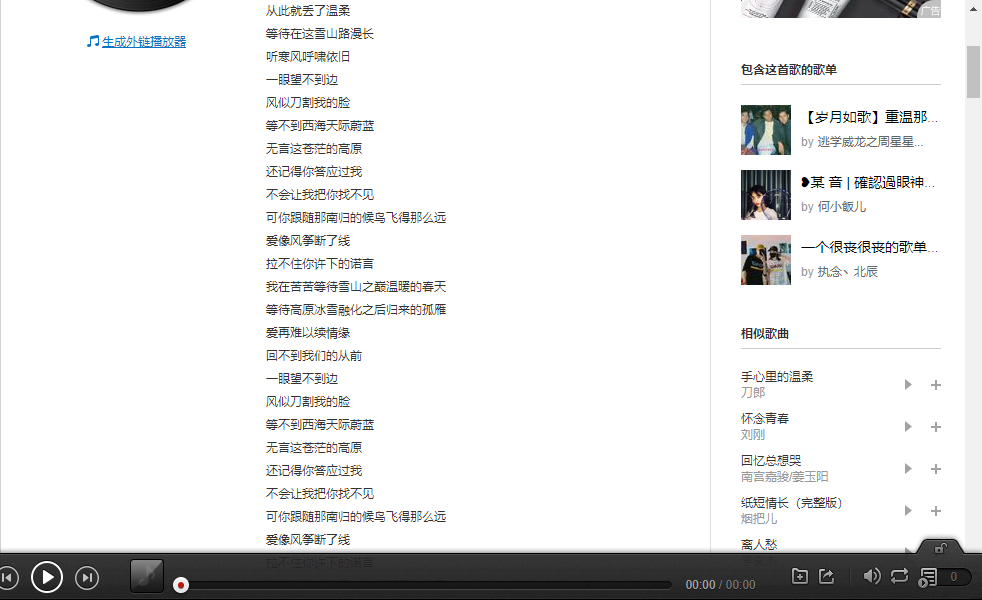 生成外链播放器
从此就丢了温柔
等待在这雪山路漫长
听寒风呼啸依旧
一眼望不到边
风似刀割我的脸
等不到西海天际蔚蓝
无言这苍茫的高原
还记得你答应过我
不会让我把你找不见
可你跟随那南归的候鸟飞得那么远
爱像风筝断了线
拉不住你许下的诺言
我在苦苦等待雪山之巅温暖的春天
等待高原冰雪融化之后归来的孤雁
爱再难以续情缘
回不到我们的从前
一眼望不到边
风似刀割我的脸
等不到西海天际蔚蓝
无言这苍茫的高原
还记得你答应过我
不会让我把你找不见
可你跟随那南归的候鸟飞得那么远
爱像风筝断了线
拉不住你许下的诺言
广告
包含这首歌的歌单
【岁月如歌】重温那...
by 逃学威龙之周星星...
❥某 音 | 確認過眼神...
by 何小飯儿
一个很丧很丧的歌单...
by 执念丶北辰
相似歌曲
手心里的温柔
刀郎
怀念青春
刘刚
回忆总想哭
南宫嘉骏/姜玉阳
纸短情长（完整版）
烟把儿
离人愁
00:00 / 00:00
0